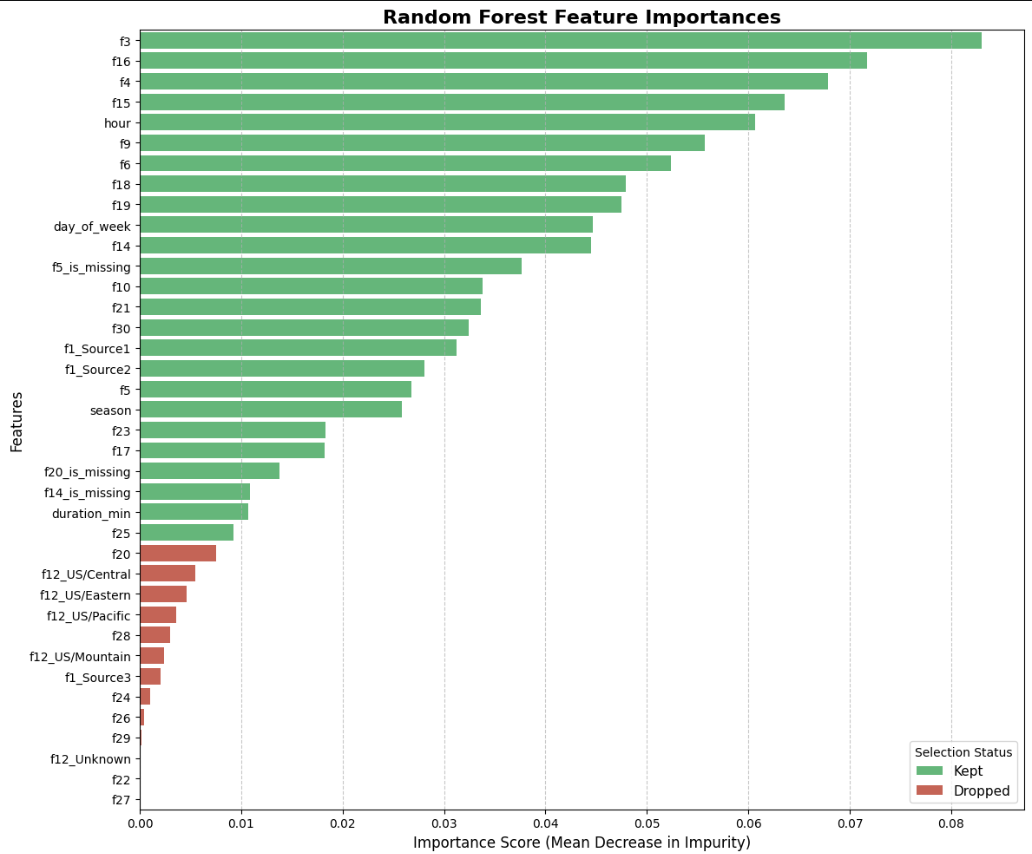 Random Forest Feature Importances
f3
f16
f4
f15
hour
f9
f6
f18
f19
day_of_week
f14
f5_is_missing
f10
f21
f30
f1_Source1
f1_Source2
f5
season
f23
f17
f20_is_missing
f14_is_missing
duration_min
f25
f20
f12_US/Central
f12_US/Eastern
f12_US/Pacific
f28
f12_US/Mountain
f1_Source3
f24
f26
f29
f12_Unknown
f22
f27
Features
Selection Status
Kept
Dropped
0.00 0.01 0.02 0.03 0.04 0.05 0.06 0.07 0.08
Importance Score (Mean Decrease in Impurity)